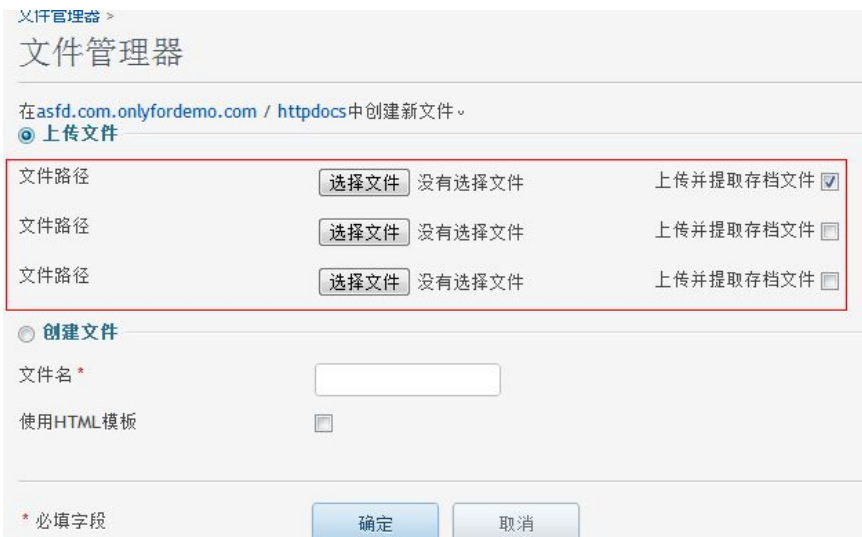 文件管理器 >
文件管理器
在asfd.com.onlyfordemo.com / httpdocs中创建新文件。
上传文件
文件路径 选择文件 没有选择文件 上传并提取存档文件
文件路径 选择文件 没有选择文件 上传并提取存档文件
文件路径 选择文件 没有选择文件 上传并提取存档文件
创建文件
文件名 *
使用HTML模板
* 必填字段 确定 取消